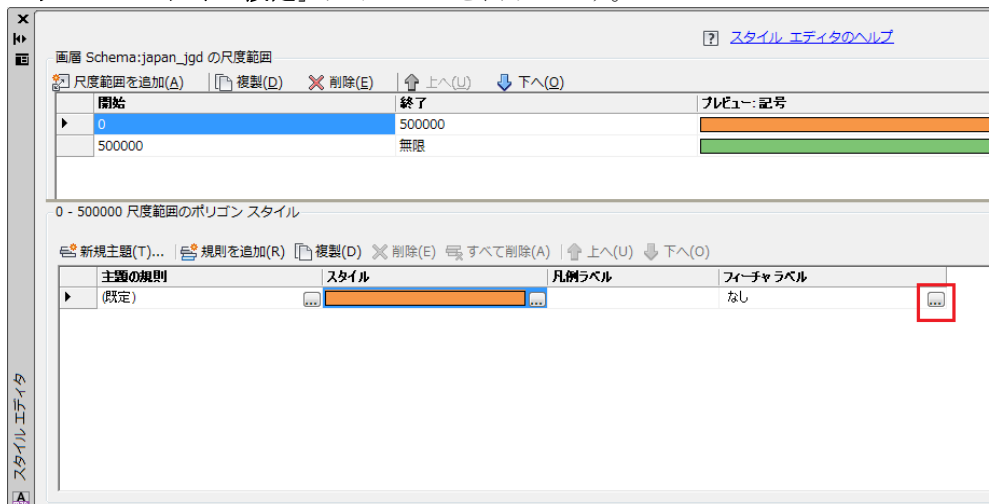 スタイル エディタのヘルプ
画層 Schema:japan_jgd の尺度範囲
尺度範囲を追加(A) 複製(D) 削除(E) 上へ(U) 下へ(O)
開始 終了 プレビュー: 記号
0 500000
500000 無限
0 - 500000 尺度範囲のポリゴン スタイル
新規主題(T)... 規則を追加(R) 複製(D) 削除(E) すべて削除(A) 上へ(U) 下へ(O)
主題の規則 スタイル 凡例ラベル フィーチャ ラベル
(既定) ... ... なし ...
スタイル エディタ